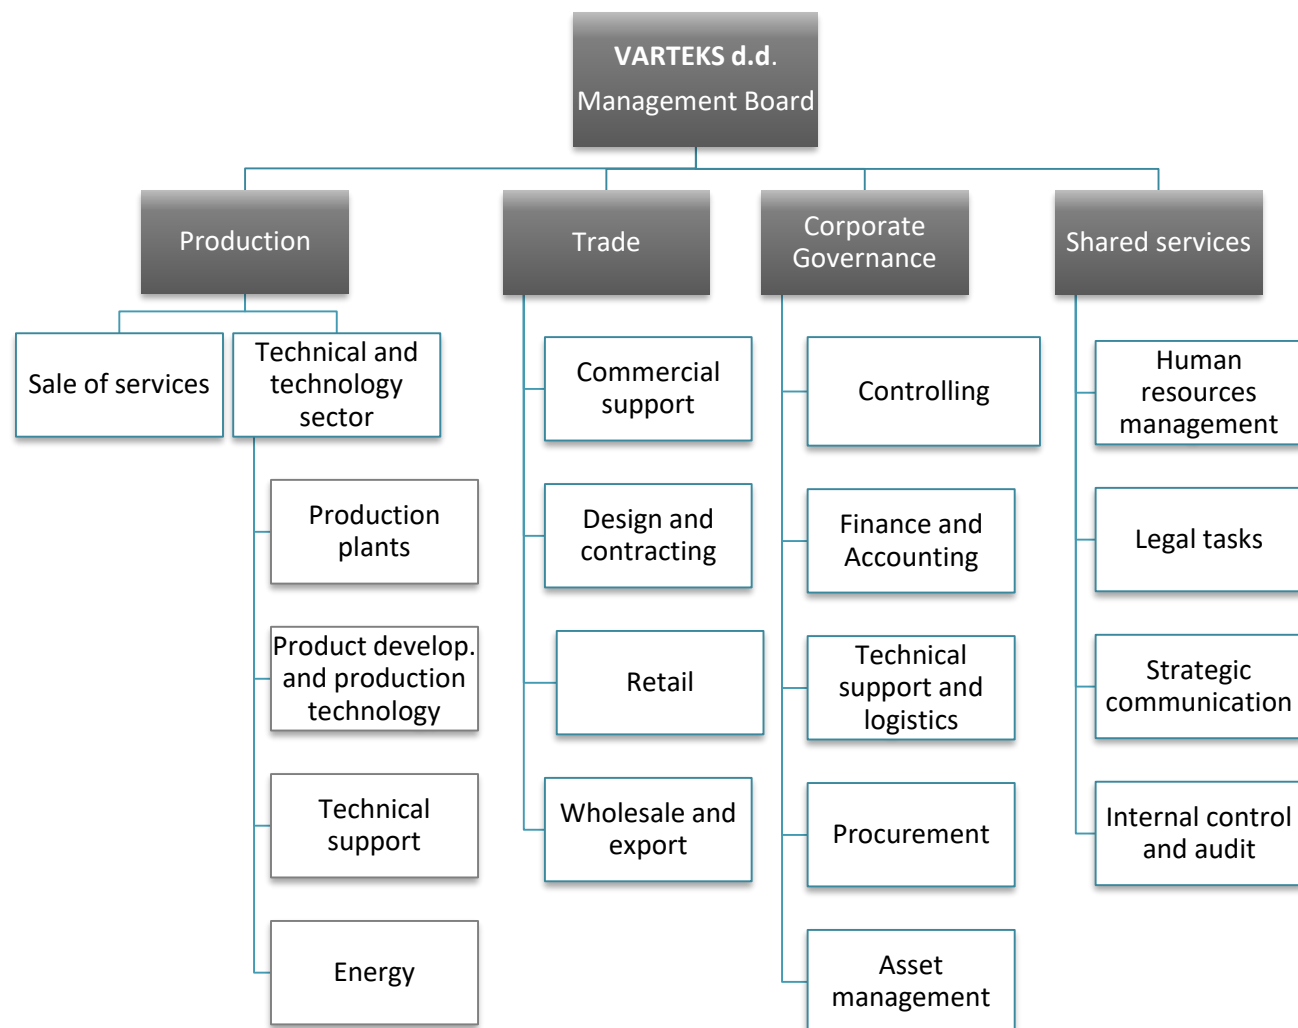 VARTEKS d.d.
Management Board
Production
Trade
Corporate
Governance
Shared services
Sale of services
Technical and
technology
sector
Production
plants
Product develop.
and production
technology
Technical
support
Energy
Commercial
support
Design and
contracting
Retail
Wholesale and
export
Controlling
Finance and
Accounting
Technical
support and
logistics
Procurement
Asset
management
Human
resources
management
Legal tasks
Strategic
communication
Internal control
and audit